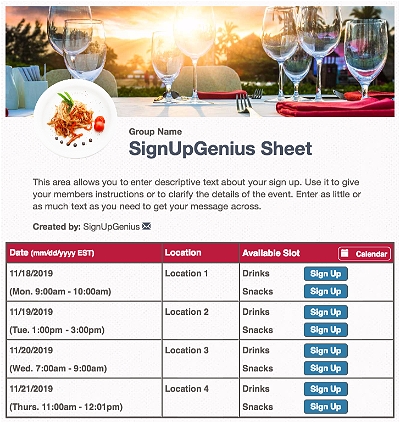 Group Name
SignUpGenius Sheet
This area allows you to enter descriptive text about your sign up. Use it to give
your members instructions or to clarify the details of the event. Enter as little or
as much text as you need to get your message across.
Created by: SignUpGenius
Date (mm/dd/yyyy EST) Location Available Slot Calendar
11/18/2019 Location 1 Drinks Sign Up
(Mon. 9:00am - 10:00am) Snacks Sign Up
11/19/2019 Location 2 Drinks Sign Up
(Tue. 1:00pm - 3:00pm) Snacks Sign Up
11/20/2019 Location 3 Drinks Sign Up
(Wed. 7:00am - 9:00am) Snacks Sign Up
11/21/2019 Location 4 Drinks Sign Up
(Thurs. 11:00am - 12:01pm) Snacks Sign Up